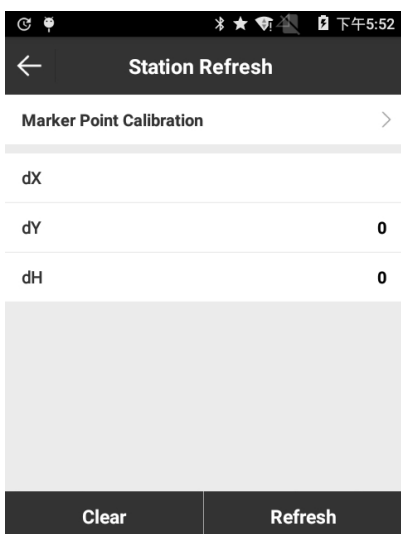 下午5:52
Station Refresh
Marker Point Calibration
dX
dY 0
dH 0
Clear Refresh